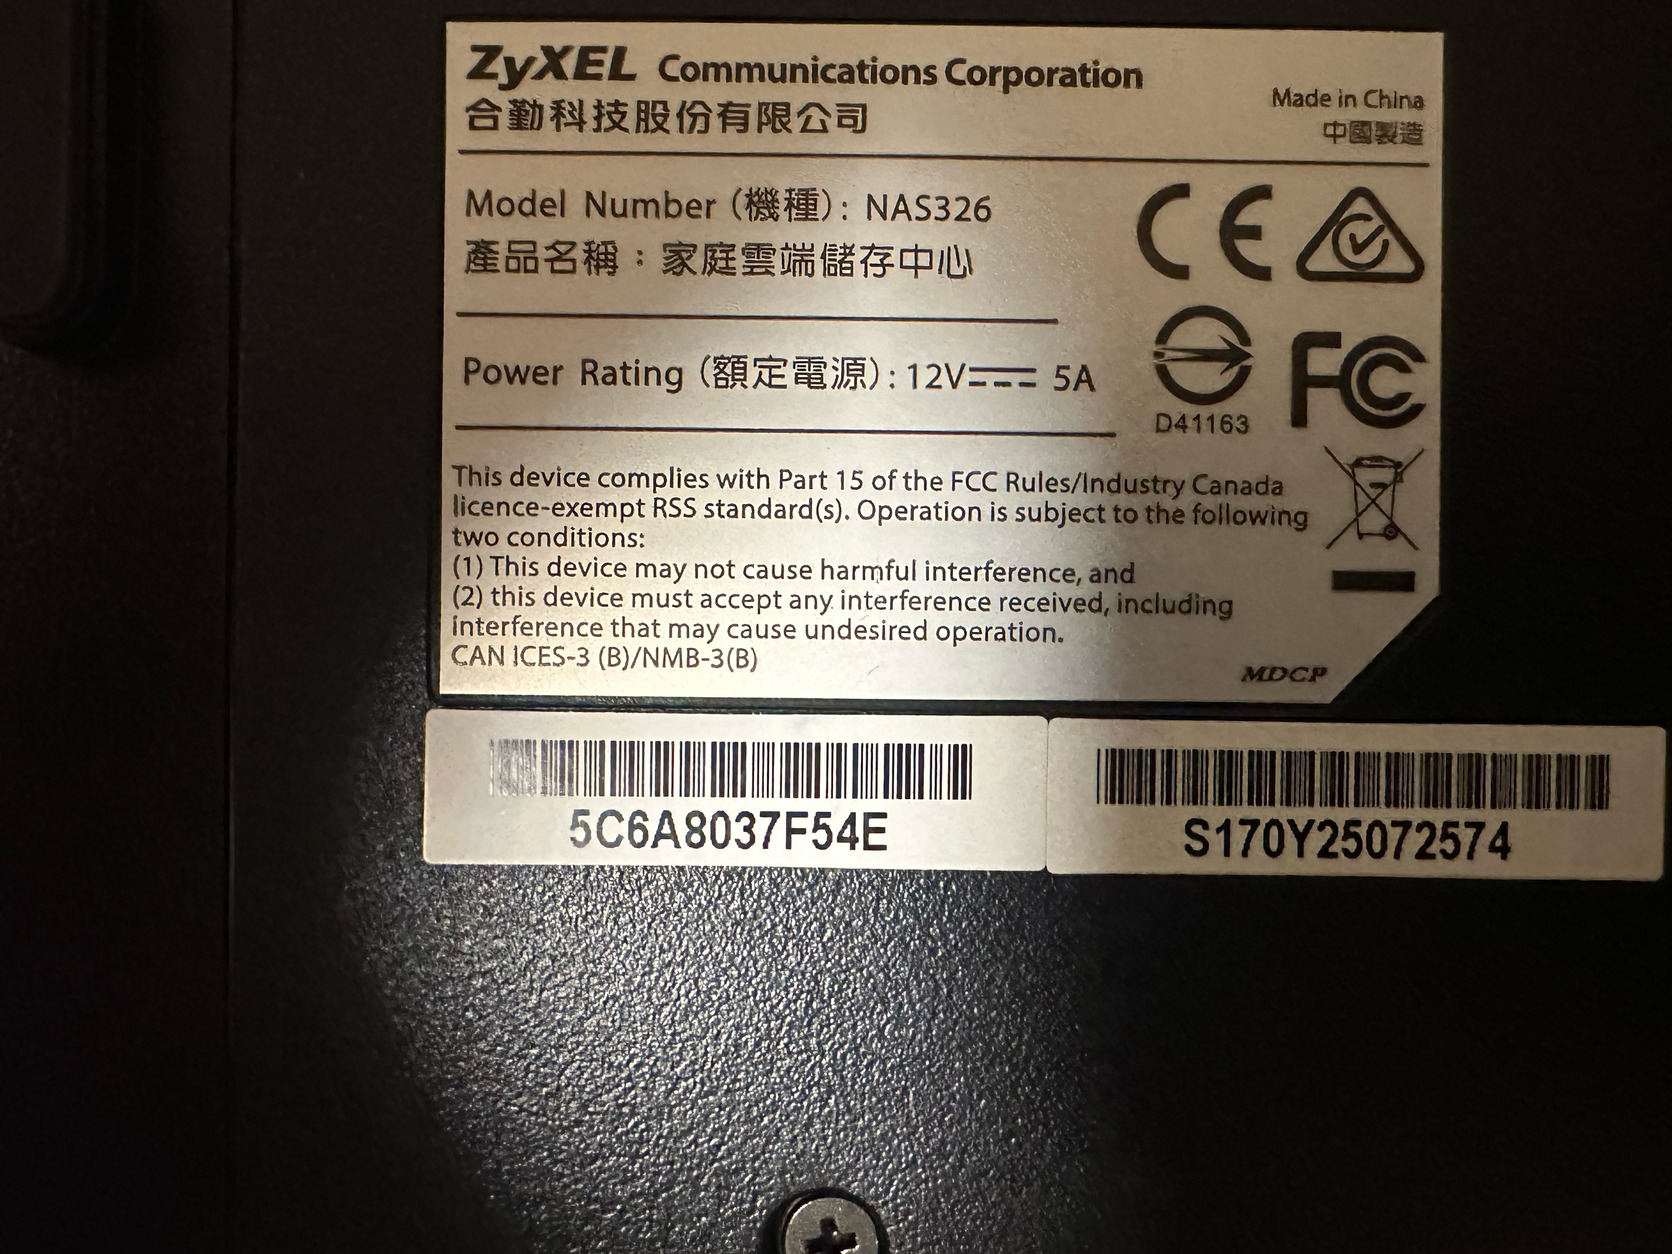 ZyXEL Communications Corporation
合勤科技股份有限公司
Made in China
中國製造
Model Number (機種): NAS326
產品名稱：家庭雲端儲存中心
Power Rating (額定電源): 12V 5A
CE
D41163
FC
This device complies with Part 15 of the FCC Rules/Industry Canada
licence-exempt RSS standard(s). Operation is subject to the following
two conditions:
(1) This device may not cause harmful interference, and
(2) this device must accept any interference received, including
interference that may cause undesired operation.
CAN ICES-3 (B)/NMB-3(B)
MDCP
5C6A8037F54E
S170Y25072574